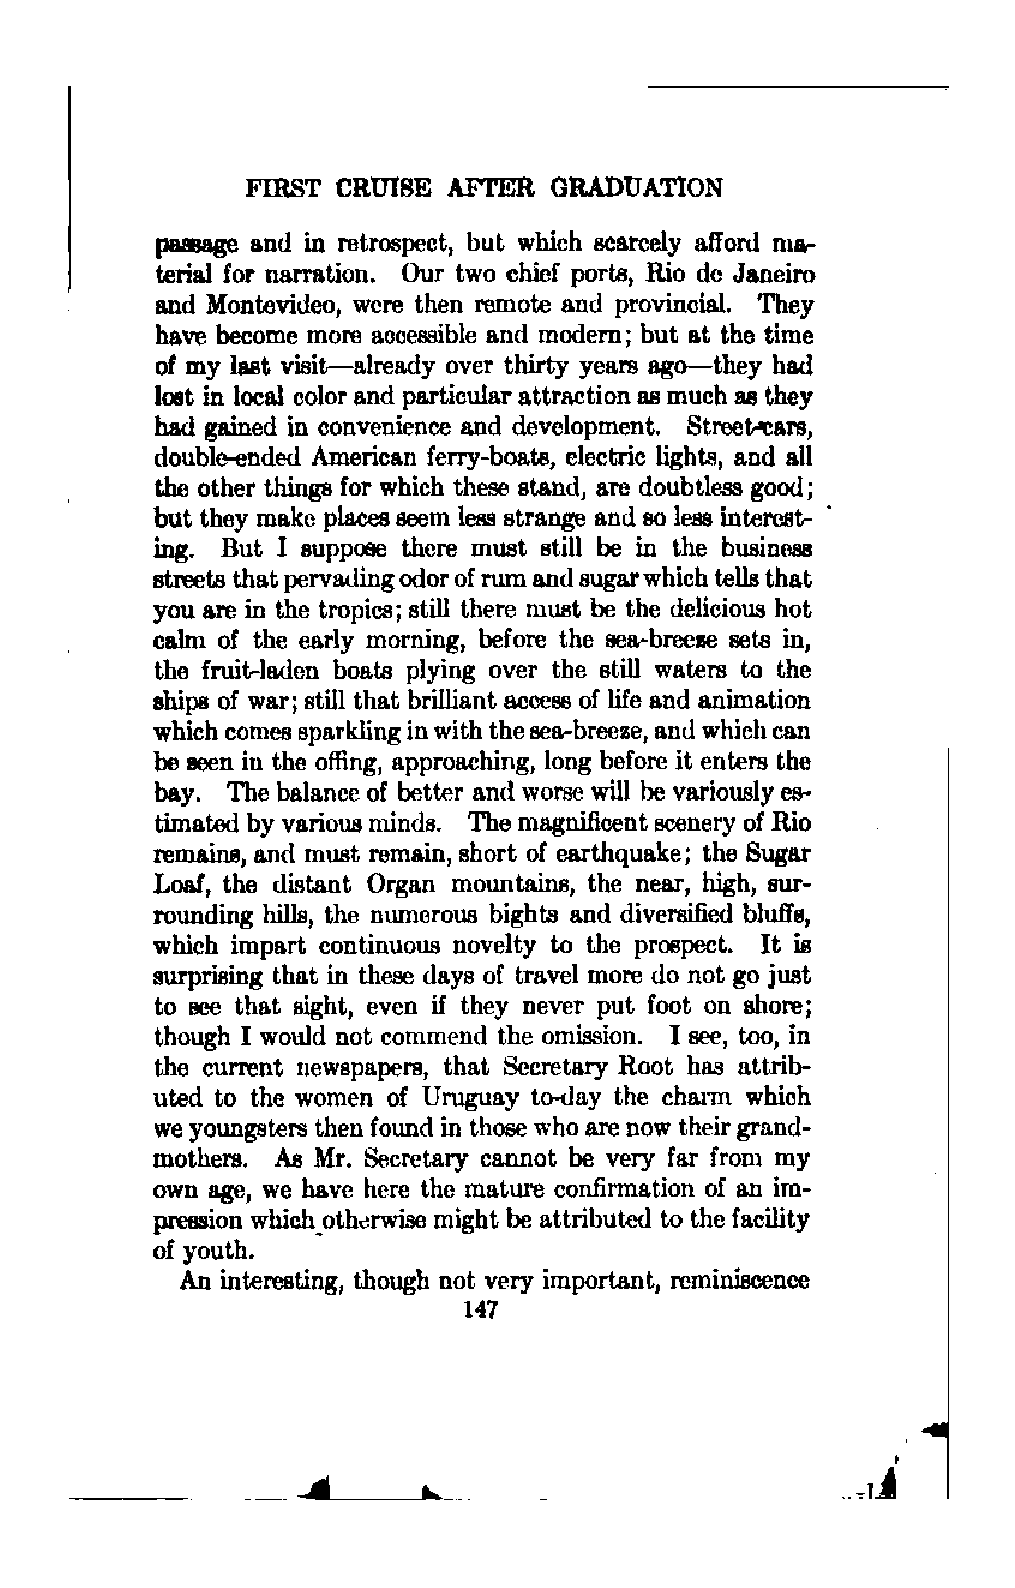 FIRST CRUISE AFTER GRADUATION
passage and in retrospect, but which scarcely afford ma-
terial for narration. Our two chief ports, Rio de Janeiro
and Montevideo, were then remote and provincial. They
have become more accessible and modern; but at the time
of my last visit—already over thirty years ago—they had
lost in local color and particular attraction as much as they
had gained in convenience and development. Street-cars,
double-ended American ferry-boats, electric lights, and all
the other things for which these stand, are doubtless good;
but they make places seem less strange and so less interest-
ing. But I suppose there must still be in the business
streets that pervading odor of rum and sugar which tells that
you are in the tropics; still there must be the delicious hot
calm of the early morning, before the sea-breeze sets in,
the fruit-laden boats plying over the still waters to the
ships of war; still that brilliant access of life and animation
which comes sparkling in with the sea-breeze, and which can
be seen in the offing, approaching, long before it enters the
bay. The balance of better and worse will be variously es-
timated by various minds. The magnificent scenery of Rio
remains, and must remain, short of earthquake; the Sugar
Loaf, the distant Organ mountains, the near, high, sur-
rounding hills, the numerous bights and diversified bluffs,
which impart continuous novelty to the prospect. It is
surprising that in these days of travel more do not go just
to see that sight, even if they never put foot on shore;
though I would not commend the omission. I see, too, in
the current newspapers, that Secretary Root has attrib-
uted to the women of Uruguay to-day the charm which
we youngsters then found in those who are now their grand-
mothers. As Mr. Secretary cannot be very far from my
own age, we have here the mature confirmation of an im-
pression which otherwise might be attributed to the facility
of youth.
An interesting, though not very important, reminiscence
147